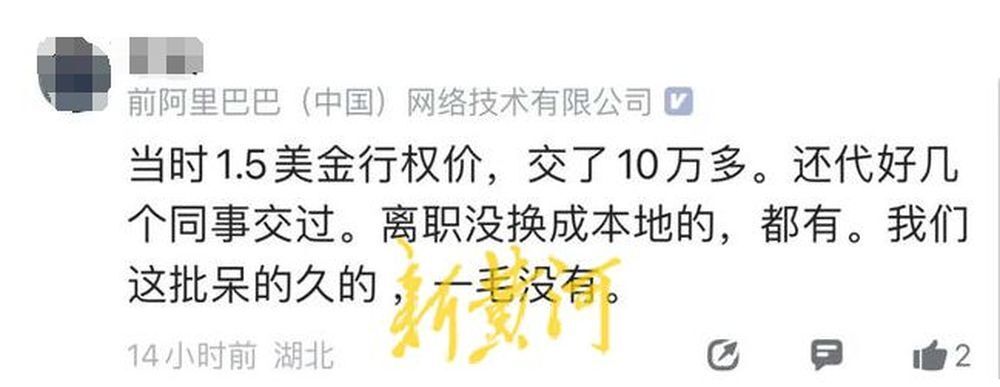 前阿里巴巴（中国）网络技术有限公司
当时1.5美金行权价，交了10万多。还代好几
个同事交过。离职没换成本地的，都有。我们
这批呆的久的，一毛没有。
新黄河
14小时前 湖北
2